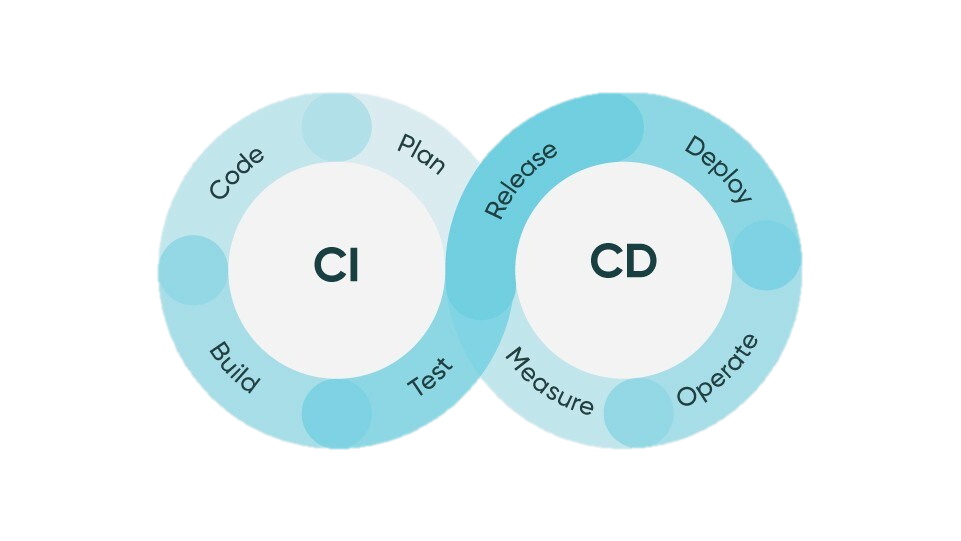 Plan
Code
CI
Build
Test
Release
Deploy
CD
Operate
Measure